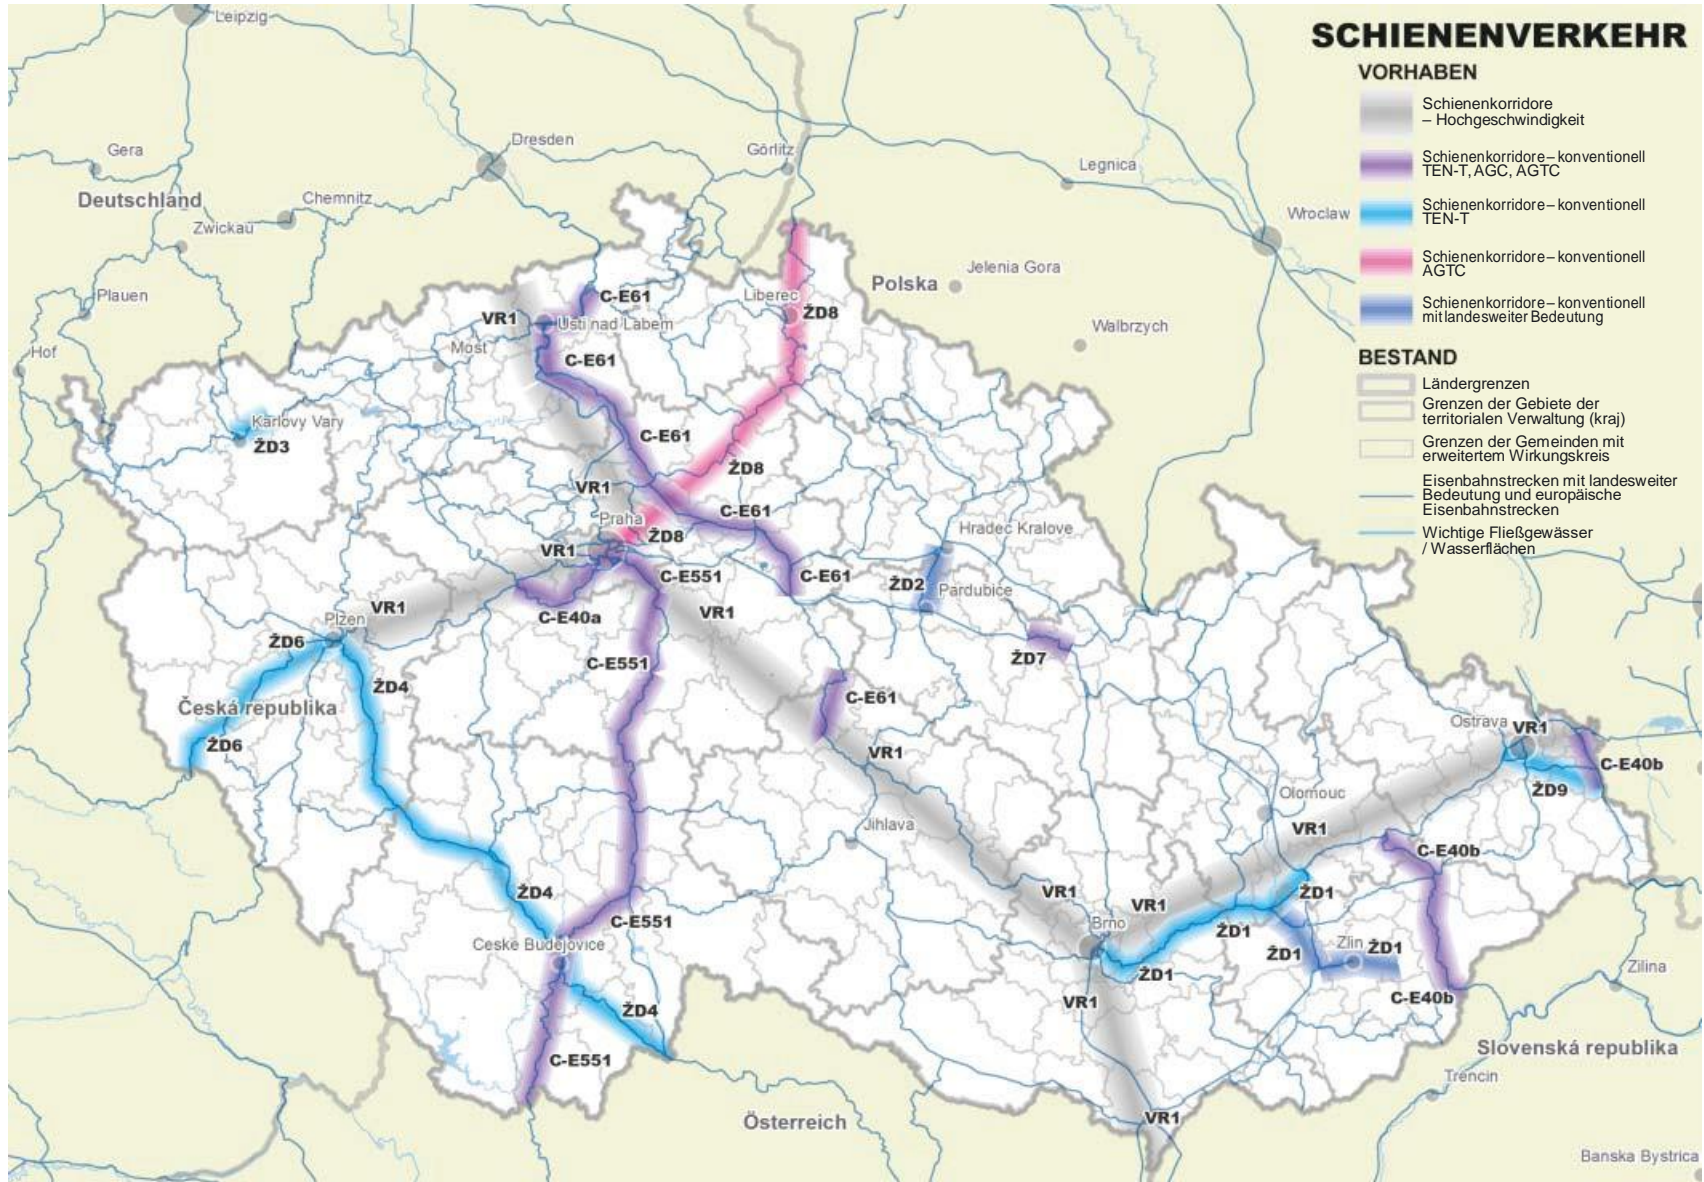 SCHIENENVERKEHR
VORHABEN
Schienenkorridore
– Hochgeschwindigkeit
Schienenkorridore – konventionell
TEN-T, AGC, AGTC
Schienenkorridore – konventionell
TEN-T
Schienenkorridore – konventionell
AGTC
Schienenkorridore – konventionell
mit landesweiter Bedeutung
BESTAND
Ländergrenzen
Grenzen der Gebiete der
territorialen Verwaltung (kraj)
Grenzen der Gemeinden mit
erweitertem Wirkungskreis
Eisenbahnstrecken mit landesweiter
Bedeutung und europäische
Eisenbahnstrecken
Wichtige Fließgewässer
/ Wasserflächen
Leipzig
Dresden
Görlitz
Gera
Legnica
Deutschland
Chemnitz
Wroclaw
Zwickau
Jelenia Gora
Polska
Plauen
Liberec
C-E61
ŽD8
VR1
Usti nad Labem
Walbrzych
Most
Hof
C-E61
Karlovy Vary
ŽD3
C-E61
ŽD8
VR1
C-E61
Praha
ŽD8
Hradec Kralove
VR1
C-E551
C-E61
ŽD2
Pardubice
VR1
C-E40a
VR1
Plzen
ŽD6
C-E551
ŽD7
ŽD4
C-E61
Česká republika
ŽD6
Ostrava
VR1
VR1
C-E40b
ŽD9
Olomouc
Jihlava
VR1
C-E40b
ŽD4
VR1
VR1
ŽD1
C-E551
Brno
ŽD1
Ceske Budejovice
ŽD1
Zlin
ŽD1
ŽD1
Zilina
VR1
C-E40b
ŽD4
C-E551
Slovenská republika
Trencin
Österreich
VR1
Banska Bystrica